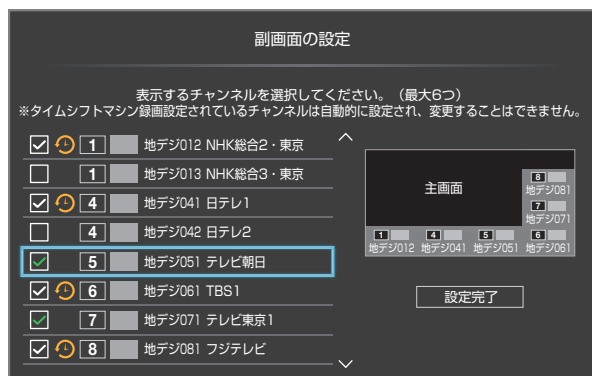 副画面の設定
表示するチャンネルを選択してください。（最大6つ）
※タイムシフトマシン録画設定されているチャンネルは自動的に設定され、変更することはできません。
1 地デジ012 NHK総合2・東京
1 地デジ013 NHK総合3・東京
4 地デジ041 日テレ1
4 地デジ042 日テレ2
5 地デジ051 テレビ朝日
6 地デジ061 TBS1
7 地デジ071 テレビ東京1
8 地デジ081 フジテレビ
主画面
8
地デジ081
7
地デジ071
1 4 5 6
地デジ012 地デジ041 地デジ051 地デジ061
設定完了